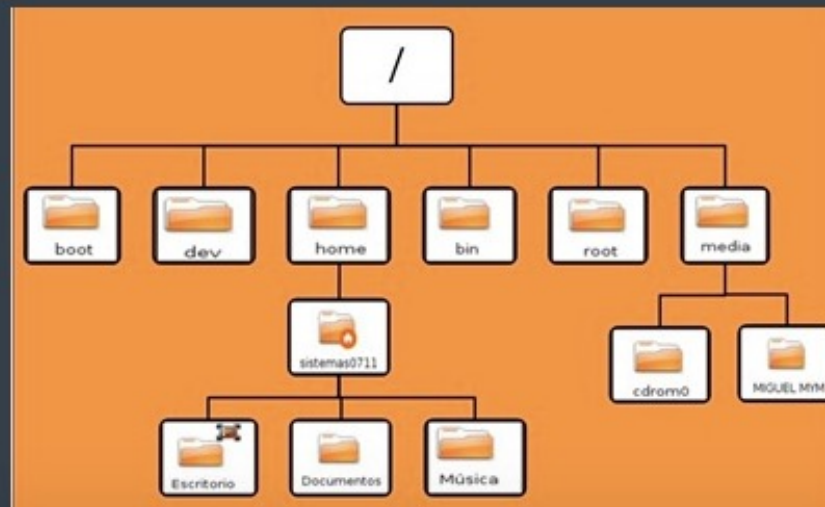 /
boot
dev
home
bin
root
media
sistemas0711
cdrom0
MIGUEL MYM
Escritorio
Documentos
Música